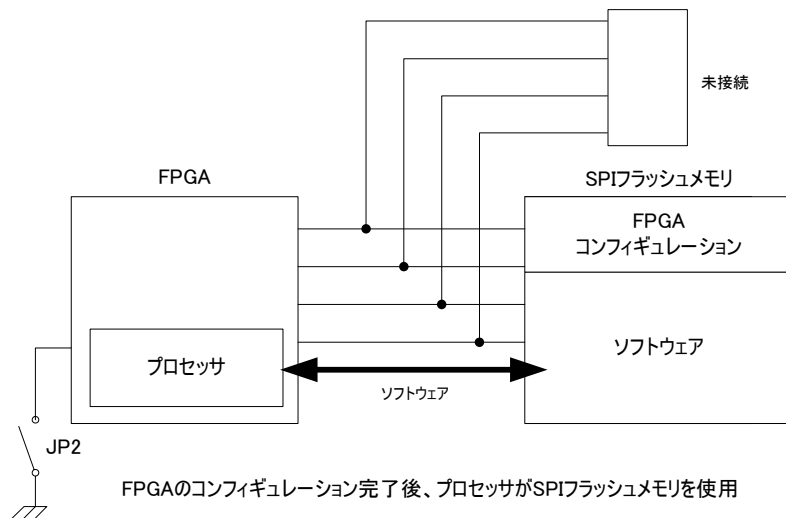 未接続
FPGA
SPIフラッシュメモリ
FPGA
コンフィギュレーション
プロセッサ
ソフトウェア
ソフトウェア
JP2
FPGAのコンフィギュレーション完了後、プロセッサがSPIフラッシュメモリを使用